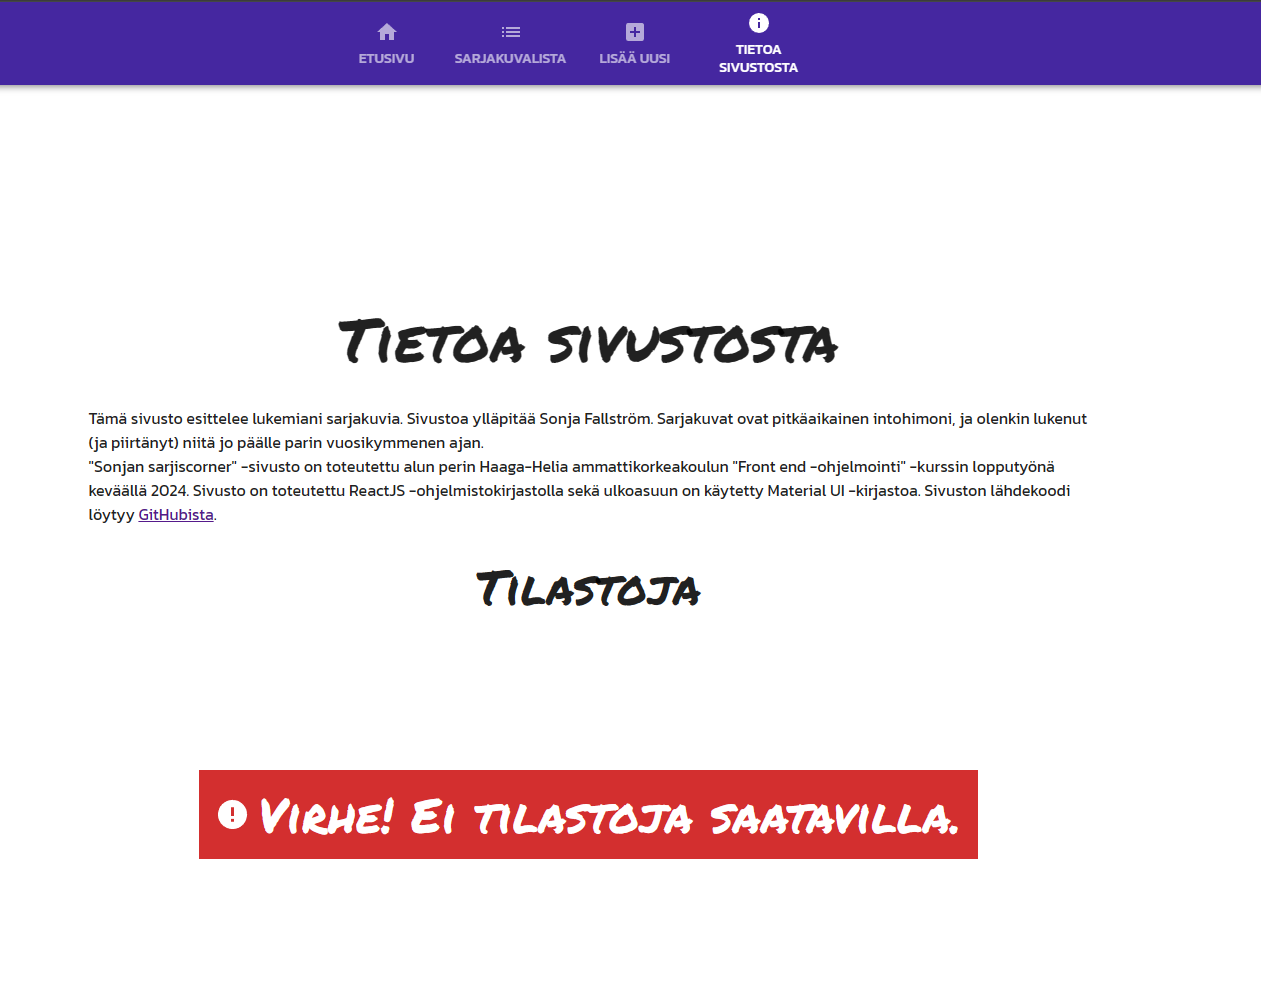 ETUSIVU
SARJAKUVALISTA
LISÄÄ UUSI
TIETOA
SIVUSTOSTA
Tietoa sivustosta
Tämä sivusto esittelee lukemiani sarjakuvia. Sivustoa ylläpitää Sonja Fallström. Sarjakuvat ovat pitkäaikainen intohimoni, ja olenkin lukenut
(ja piirtänyt) niitä jo päälle parin vuosikymmenen ajan.
"Sonjan sarjiscorner" -sivusto on toteutettu alun perin Haaga-Helia ammattikorkeakoulun "Front end -ohjelmointi" -kurssin lopputyönä
keväällä 2024. Sivusto on toteutettu ReactJS -ohjelmistokirjastolla sekä ulkoasuun on käytetty Material UI -kirjastoa. Sivuston lähdekoodi
löytyy GitHubista.
Tilastoja
Virhe! Ei tilastoja saatavilla.